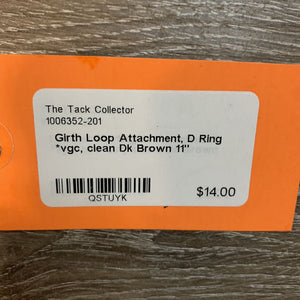 The Tack Collector
1006352-201
Girth Loop Attachment, D Ring
*vgc, clean Dk Brown 11"
$14.00
QSTUYK